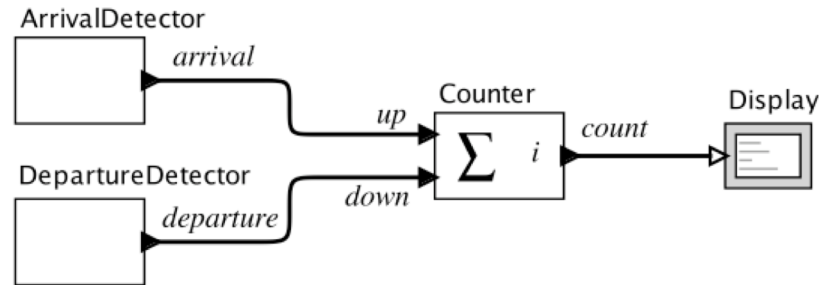 ArrivalDetector
arrival
up
Counter
∑ i
count
Display
DepartureDetector
departure
down